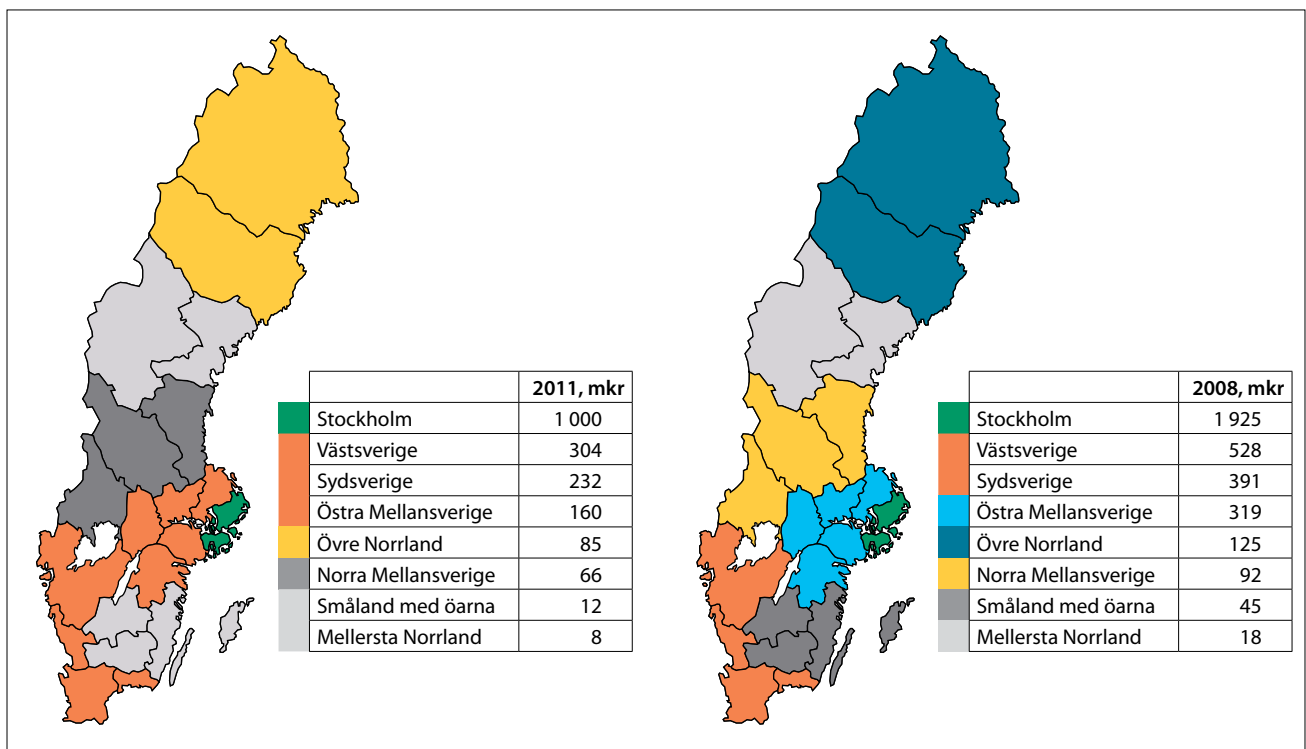 2011, mkr
Stockholm 1 000
Västsverige 304
Sydsverige 232
Östra Mellansverige 160
Övre Norrland 85
Norra Mellansverige 66
Småland med öarna 12
Mellersta Norrland 8
2008, mkr
Stockholm 1 925
Västsverige 528
Sydsverige 391
Östra Mellansverige 319
Övre Norrland 125
Norra Mellansverige 92
Småland med öarna 45
Mellersta Norrland 18